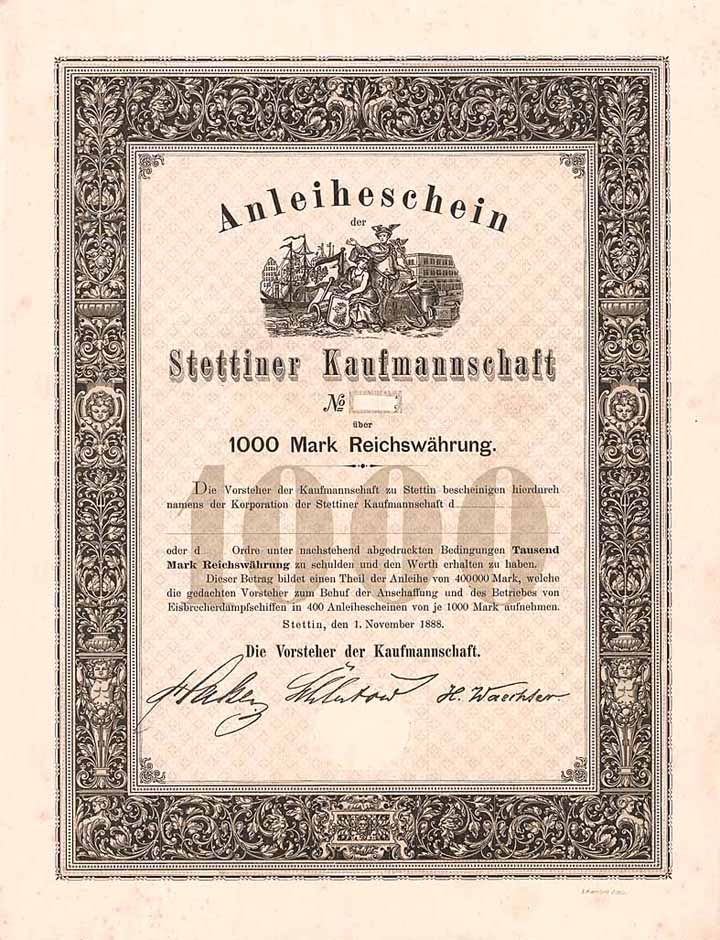 Anleiheschein
der
Stettiner Kaufmannschaft
No
über
1000 Mark Reichswährung.
1000
Die Vorsteher der Kaufmannschaft zu Stettin bescheinigen hierdurch
namens der Korporation der Stettiner Kaufmannschaft d
oder d Ordre unter nachstehend abgedruckten Bedingungen Tausend
Mark Reichswährung zu schulden und den Werth erhalten zu haben.
Dieser Betrag bildet einen Theil der Anleihe von 400000 Mark, welche
die gedachten Vorsteher zum Behuf der Anschaffung und des Betriebes von
Eisbrecherdampfschiffen in 400 Anleihescheinen von je 1000 Mark aufnehmen.
Stettin, den 1. November 1888.
Die Vorsteher der Kaufmannschaft.
Haker Schlutow H. Waechter